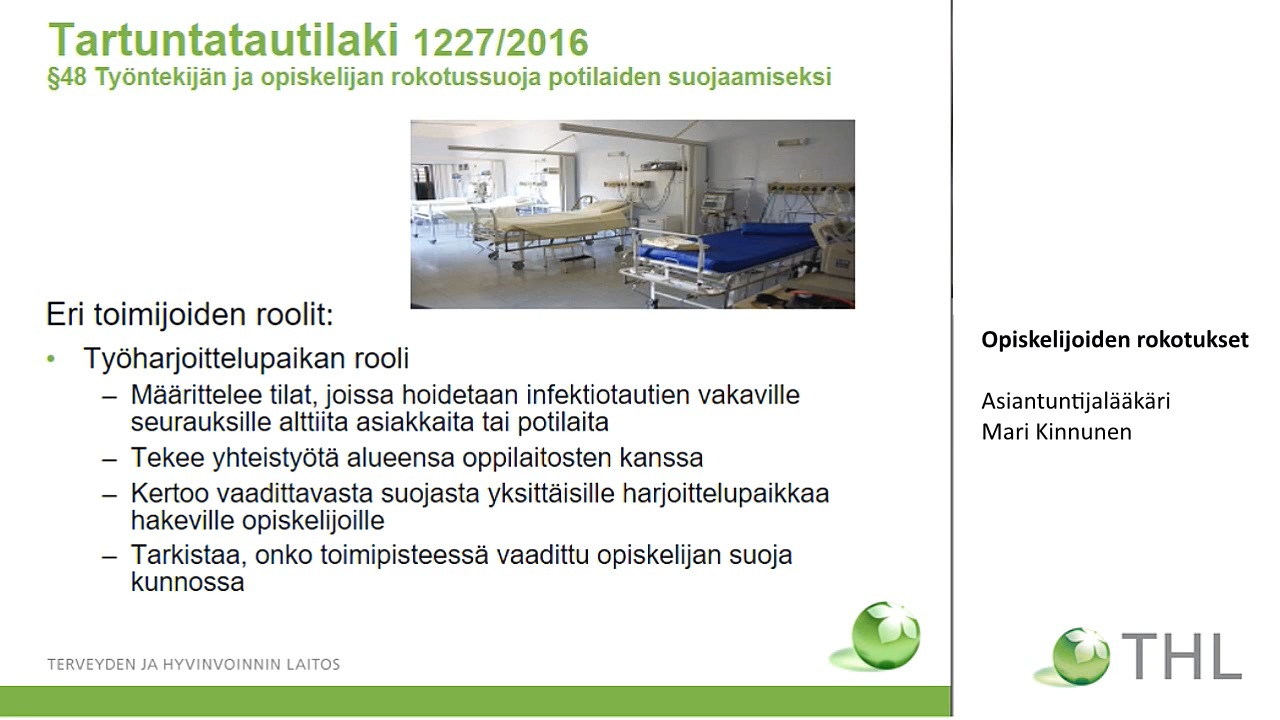 Tartuntatautilaki 1227/2016
§48 Työntekijän ja opiskelijan rokotussuoja potilaiden suojaamiseksi
Eri toimijoiden roolit:
• Työharjoittelupaikan rooli
– Määrittelee tilat, joissa hoidetaan infektiotautien vakaville
seurauksille alttiita asiakkaita tai potilaita
– Tekee yhteistyötä alueensa oppilaitosten kanssa
– Kertoo vaadittavasta suojasta yksittäisille harjoittelupaikkaa
hakeville opiskelijoille
– Tarkistaa, onko toimipisteessä vaadittu opiskelijan suoja
kunnossa
TERVEYDEN JA HYVINVOINNIN LAITOS
Opiskelijoiden rokotukset
Asiantuntijalääkäri
Mari Kinnunen
THL